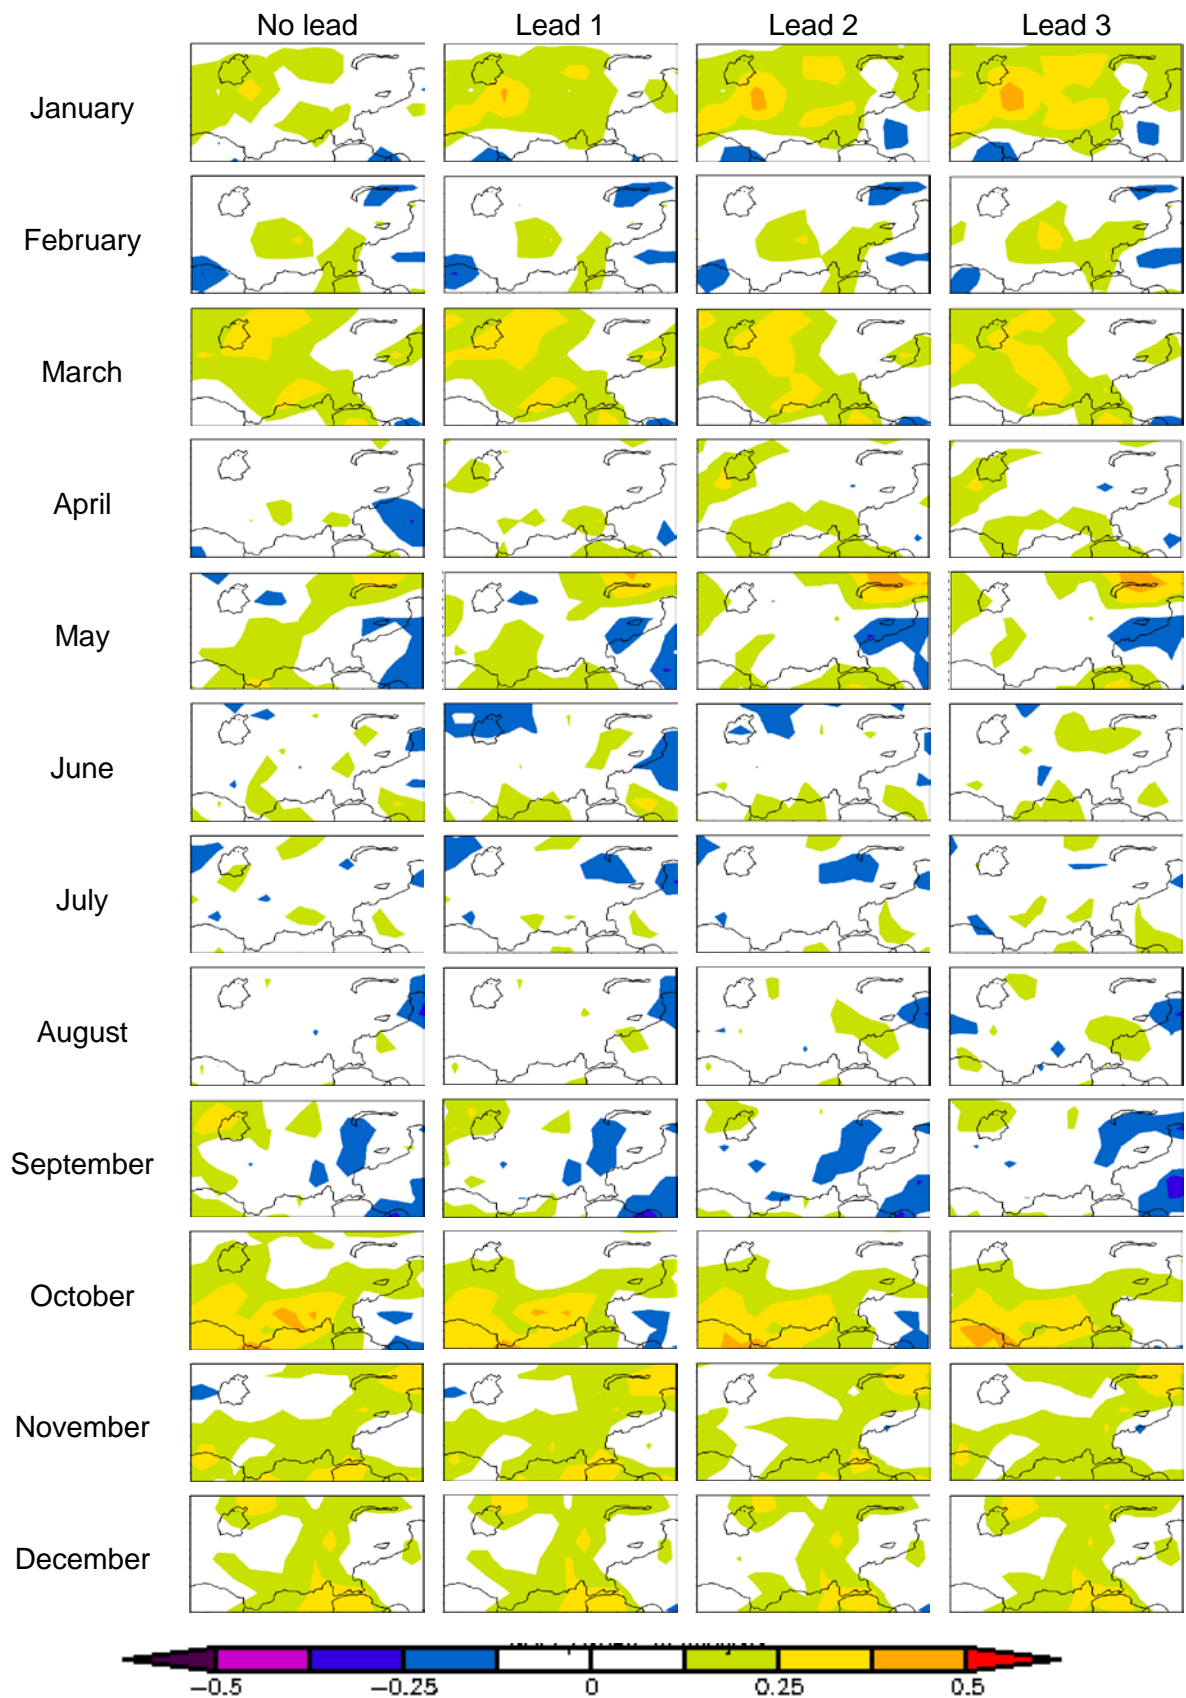 No lead Lead 1 Lead 2 Lead 3
January
February
March
April
May
June
July
August
September
October
November
December
−0.5 −0.25 0 0.25 0.5